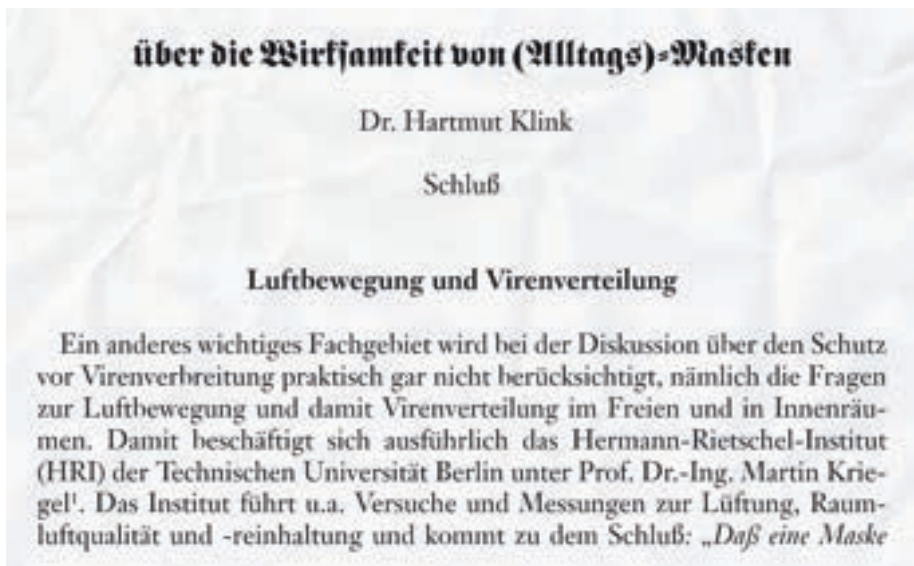 über die Wirksamkeit von (Alltags)-Masken
Dr. Hartmut Klink
Schluß
Luftbewegung und Virenverteilung
Ein anderes wichtiges Fachgebiet wird bei der Diskussion über den Schutz
vor Virenverbreitung praktisch gar nicht berücksichtigt, nämlich die Fragen
zur Luftbewegung und damit Virenverteilung im Freien und in Innenräu-
men. Damit beschäftigt sich ausführlich das Hermann-Rietschel-Institut
(HRI) der Technischen Universität Berlin unter Prof. Dr.-Ing. Martin Krie-
gel¹. Das Institut führt u.a. Versuche und Messungen zur Lüftung, Raum-
luftqualität und -reinhaltung und kommt zu dem Schluß: „Daß eine Maske